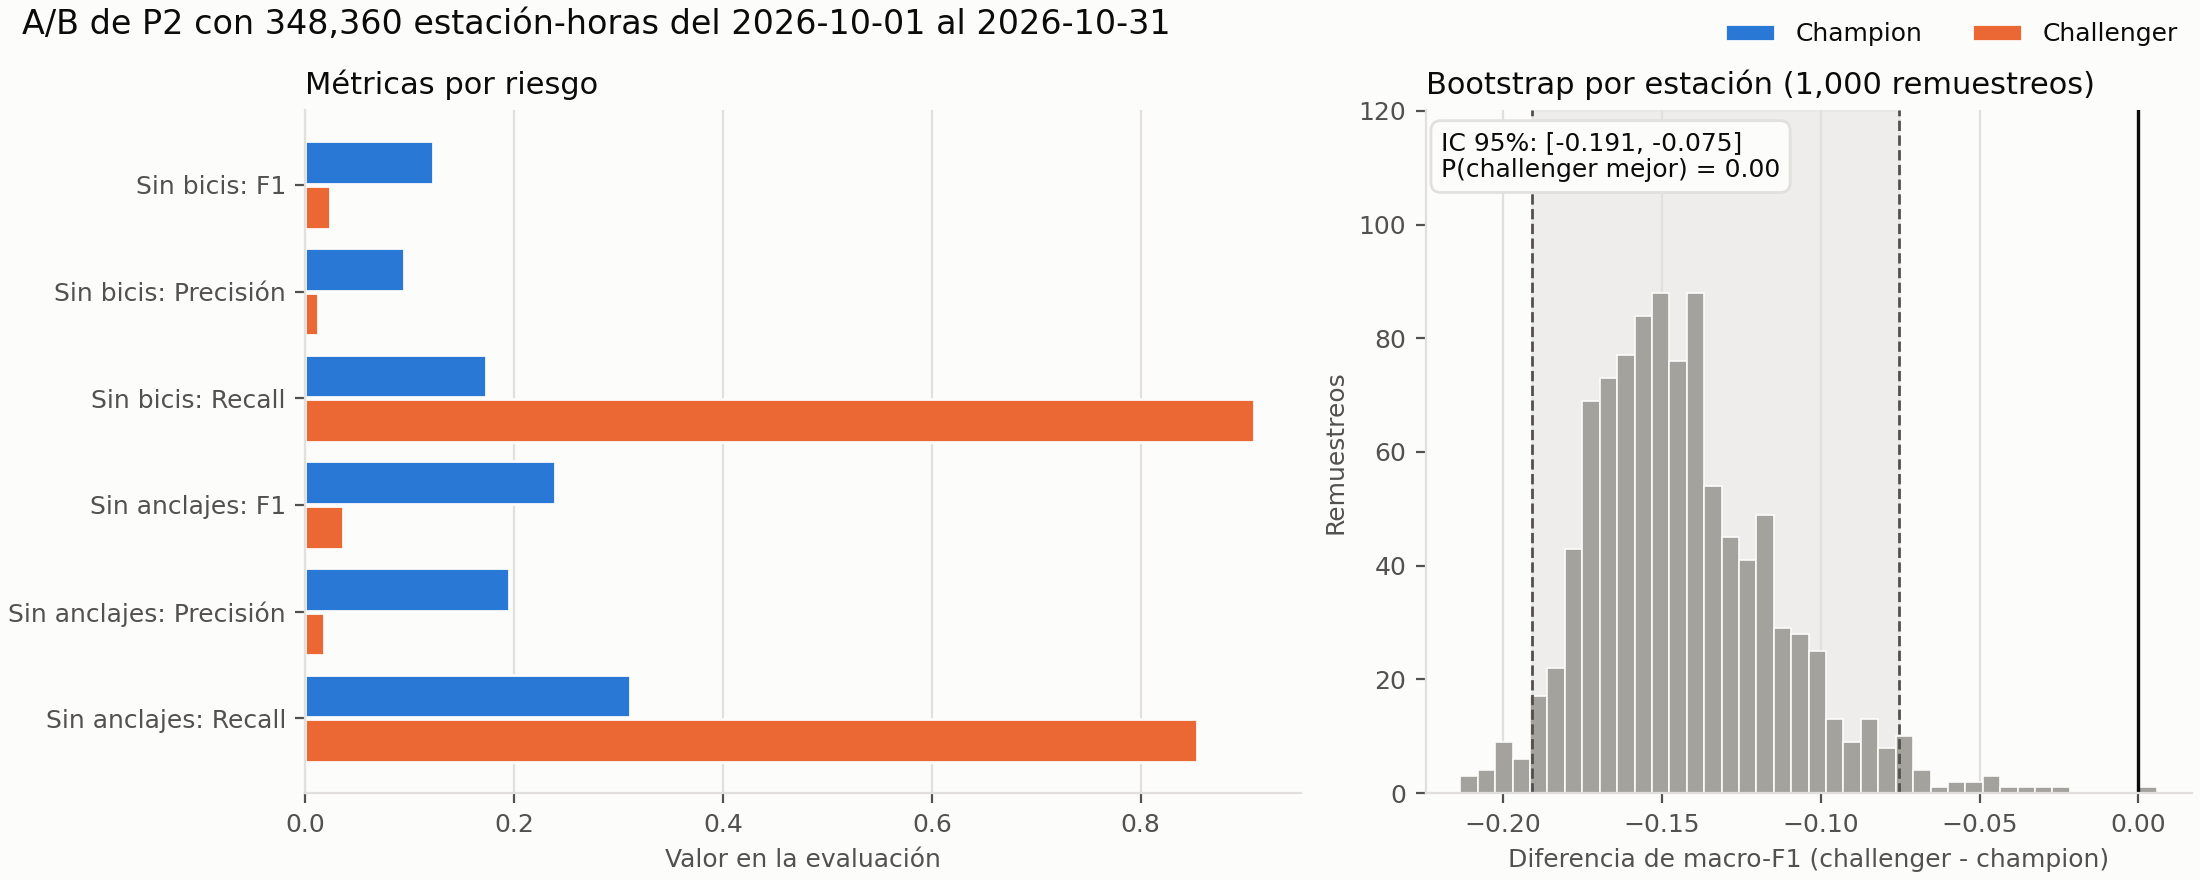 A/B de P2 con 348,360 estación-horas del 2026-10-01 al 2026-10-31
Champion
Challenger
Métricas por riesgo
Sin bicis: F1
Sin bicis: Precisión
Sin bicis: Recall
Sin anclajes: F1
Sin anclajes: Precisión
Sin anclajes: Recall
0.0 0.2 0.4 0.6 0.8
Valor en la evaluación
Bootstrap por estación (1,000 remuestreos)
IC 95%: [-0.191, -0.075]
P(challenger mejor) = 0.00
120
100
80
60
40
20
0
Remuestreos
−0.20 −0.15 −0.10 −0.05 0.00
Diferencia de macro-F1 (challenger - champion)